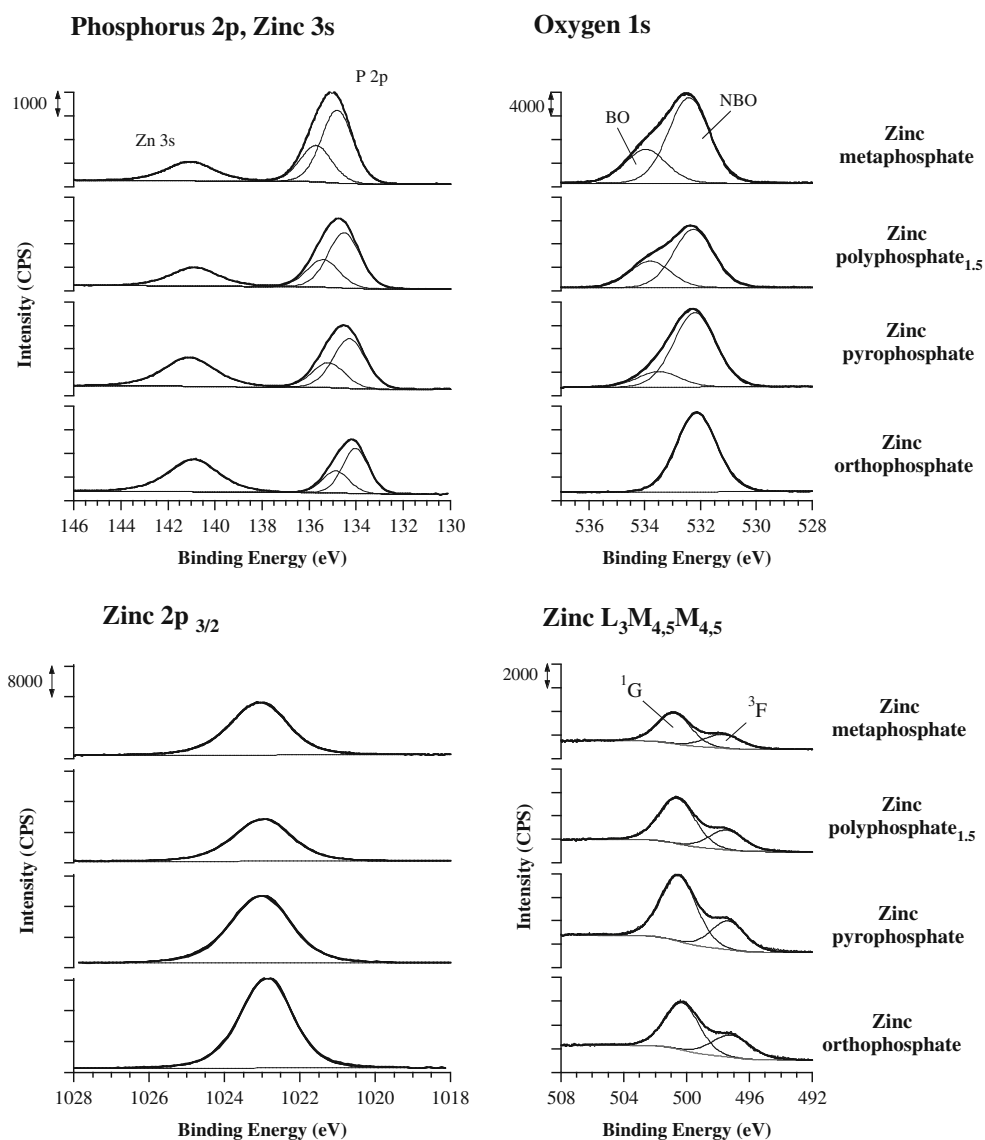 Phosphorus 2p, Zinc 3s
Oxygen 1s
1000
Zn 3s
P 2p
4000
BO
NBO
Zinc
metaphosphate
Zinc
polyphosphate1.5
Zinc
pyrophosphate
Zinc
orthophosphate
Intensity (CPS)
146 144 142 140 138 136 134 132 130
Binding Energy (eV)
536 534 532 530 528
Binding Energy (eV)
Zinc 2p 3/2
Zinc L3M4,5M4,5
8000
2000
1G
3F
Zinc
metaphosphate
Zinc
polyphosphate1.5
Zinc
pyrophosphate
Zinc
orthophosphate
Intensity (CPS)
Intensity (CPS)
1028 1026 1024 1022 1020 1018
Binding Energy (eV)
508 504 500 496 492
Binding Energy (eV)